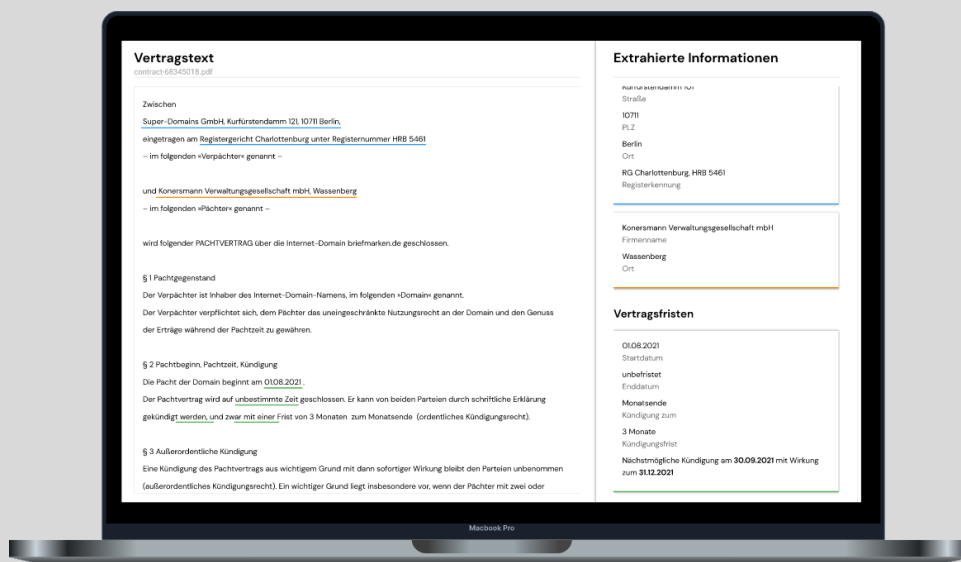 Vertragstext
contract-68345018.pdf
Zwischen
Super-Domains GmbH, Kurfürstendamm 121, 10711 Berlin,
eingetragen am Registergericht Charlottenburg unter Registernummer HRB 5461
– im folgenden »Verpächter« genannt –
und Konersmann Verwaltungsgesellschaft mbH, Wassenberg
– im folgenden »Pächter« genannt –
wird folgender PACHTVERTRAG über die Internet-Domain briefmarken.de geschlossen.
§ 1 Pachtgegenstand
Der Verpächter ist Inhaber des Internet-Domain-Namens, im folgenden »Domain« genannt.
Der Verpächter verpflichtet sich, dem Pächter das uneingeschränkte Nutzungsrecht an der Domain und den Genuss
der Erträge während der Pachtzeit zu gewähren.
§ 2 Pachtbeginn, Pachtzeit, Kündigung
Die Pacht der Domain beginnt am 01.08.2021 .
Der Pachtvertrag wird auf unbestimmte Zeit geschlossen. Er kann von beiden Parteien durch schriftliche Erklärung
gekündigt werden, und zwar mit einer Frist von 3 Monaten zum Monatsende (ordentliches Kündigungsrecht).
§ 3 Außerordentliche Kündigung
Eine Kündigung des Pachtvertrags aus wichtigem Grund mit dann sofortiger Wirkung bleibt den Parteien unbenommen
(außerordentliches Kündigungsrecht). Ein wichtiger Grund liegt insbesondere vor, wenn der Pächter mit zwei oder
Extrahierte Informationen
Kurfürstendamm
Straße
10711
PLZ
Berlin
Ort
RG Charlottenburg, HRB 5461
Registerkennung
Konersmann Verwaltungsgesellschaft mbH
Firmenname
Wassenberg
Ort
Vertragsfristen
01.08.2021
Startdatum
unbefristet
Enddatum
Monatsende
Kündigung zum
3 Monate
Kündigungsfrist
Nächstmögliche Kündigung am 30.09.2021 mit Wirkung
zum 31.12.2021
Macbook Pro